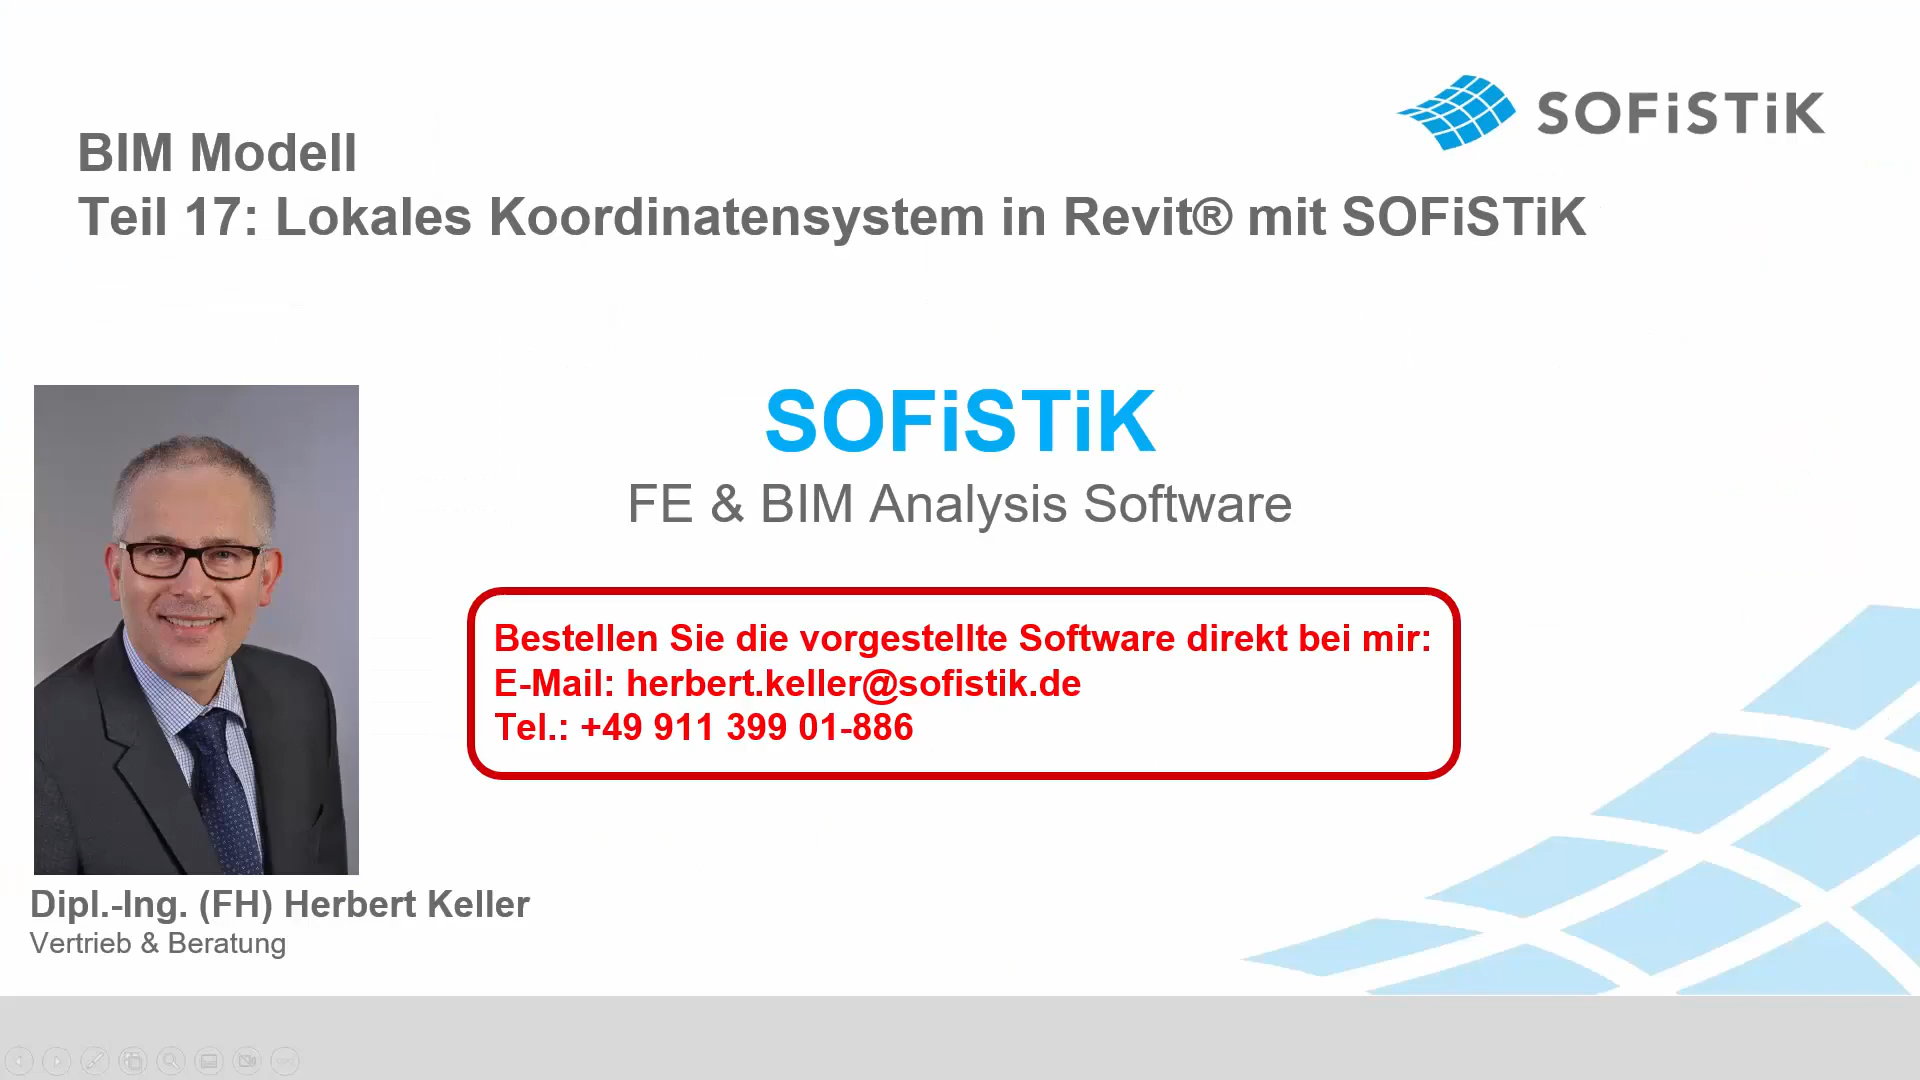 SOFiSTiK
BIM Modell
Teil 17: Lokales Koordinatensystem in Revit® mit SOFiSTiK
SOFiSTiK
FE & BIM Analysis Software
Bestellen Sie die vorgestellte Software direkt bei mir:
E-Mail: herbert.keller@sofistik.de
Tel.: +49 911 399 01-886
Dipl.-Ing. (FH) Herbert Keller
Vertrieb & Beratung